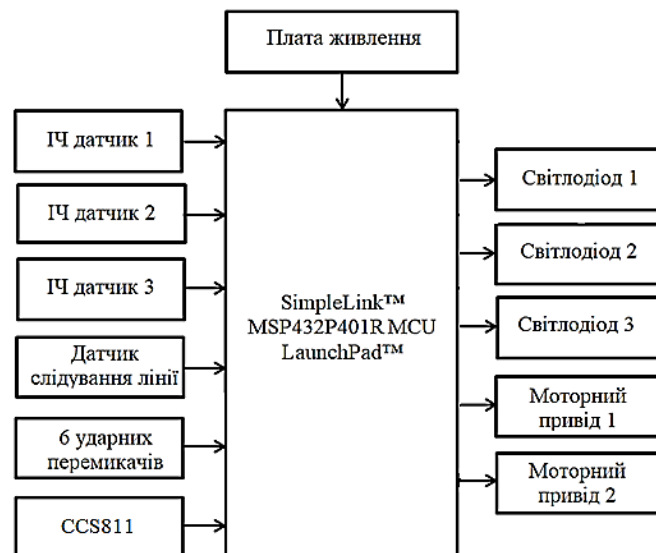 Плата живлення
ІЧ датчик 1
ІЧ датчик 2
ІЧ датчик 3
Датчик
слідування лінії
6 ударних
перемикачів
CCS811
SimpleLink™
MSP432P401R MCU
LaunchPad™
Світлодіод 1
Світлодіод 2
Світлодіод 3
Моторний
привід 1
Моторний
привід 2